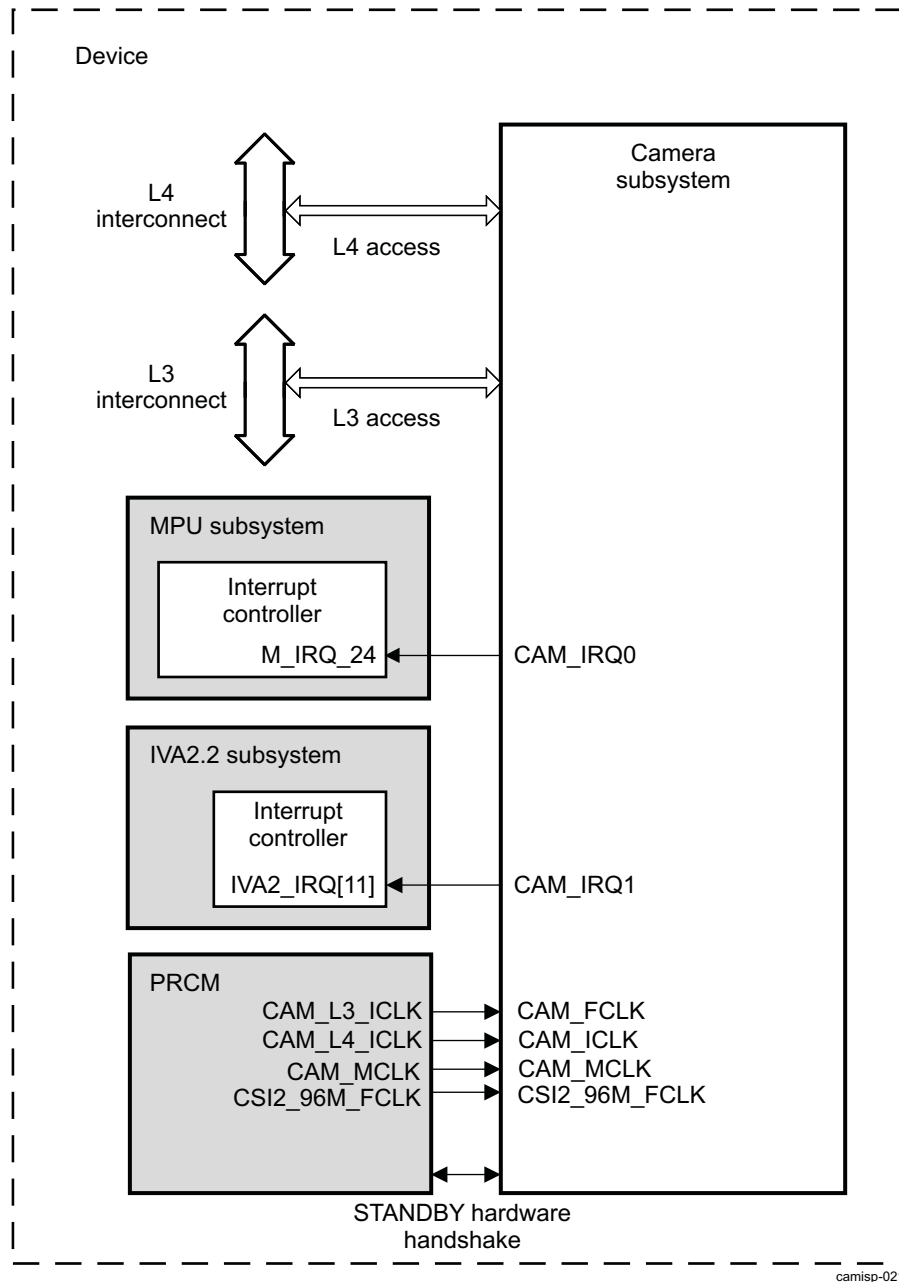 Device
Camera
subsystem
L4
interconnect
L4 access
L3
interconnect
L3 access
MPU subsystem
Interrupt
controller
M_IRQ_24
CAM_IRQ0
IVA2.2 subsystem
Interrupt
controller
IVA2_IRQ[11]
CAM_IRQ1
PRCM
CAM_L3_ICLK
CAM_FCLK
CAM_L4_ICLK
CAM_ICLK
CAM_MCLK
CAM_MCLK
CSI2_96M_FCLK
CSI2_96M_FCLK
STANDBY hardware
handshake
camisp-02